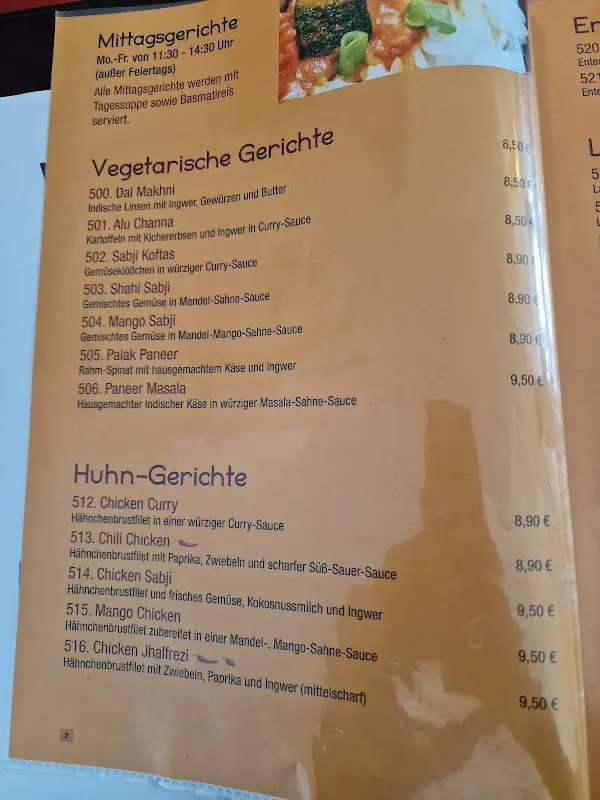 Mittagsgerichte
Mo.-Fr. von 11:30 - 14:30 Uhr
(außer Feiertags)
Alle Mittagsgerichte werden mit
Tagessuppe sowie Basmatireis
serviert.
Vegetarische Gerichte
500. Dal Makhni 8,50 €
Indische Linsen mit Ingwer, Gewürzen und Butter
501. Alu Channa 8,50 €
Kartoffeln mit Kichererbsen und Ingwer in Curry-Sauce
502. Sabji Koftas 8,50 €
Gemüseklößchen in würziger Curry-Sauce
503. Shahi Sabji 8,90 €
Gemischtes Gemüse in Mandel-Sahne-Sauce
504. Mango Sabji 8,90 €
Gemischtes Gemüse in Mandel-Mango-Sahne-Sauce
505. Palak Paneer 8,90 €
Rahm-Spinat mit hausgemachtem Käse und Ingwer
506. Paneer Masala 9,50 €
Hausgemachter indischer Käse in würziger Masala-Sahne-Sauce
Huhn-Gerichte
512. Chicken Curry 8,90 €
Hähnchenbrustfilet in einer würziger Curry-Sauce
513. Chili Chicken 8,90 €
Hähnchenbrustfilet mit Paprika, Zwiebeln und scharfer Süß-Sauer-Sauce
514. Chicken Sabji 9,50 €
Hähnchenbrustfilet und frisches Gemüse, Kokosnussmilch und Ingwer
515. Mango Chicken 9,50 €
Hähnchenbrustfilet zubereitet in einer Mandel-, Mango-Sahne-Sauce
516. Chicken Jhalfrezi 9,50 €
Hähnchenbrustfilet mit Zwiebeln, Paprika und Ingwer (mittelscharf)
2
520
521